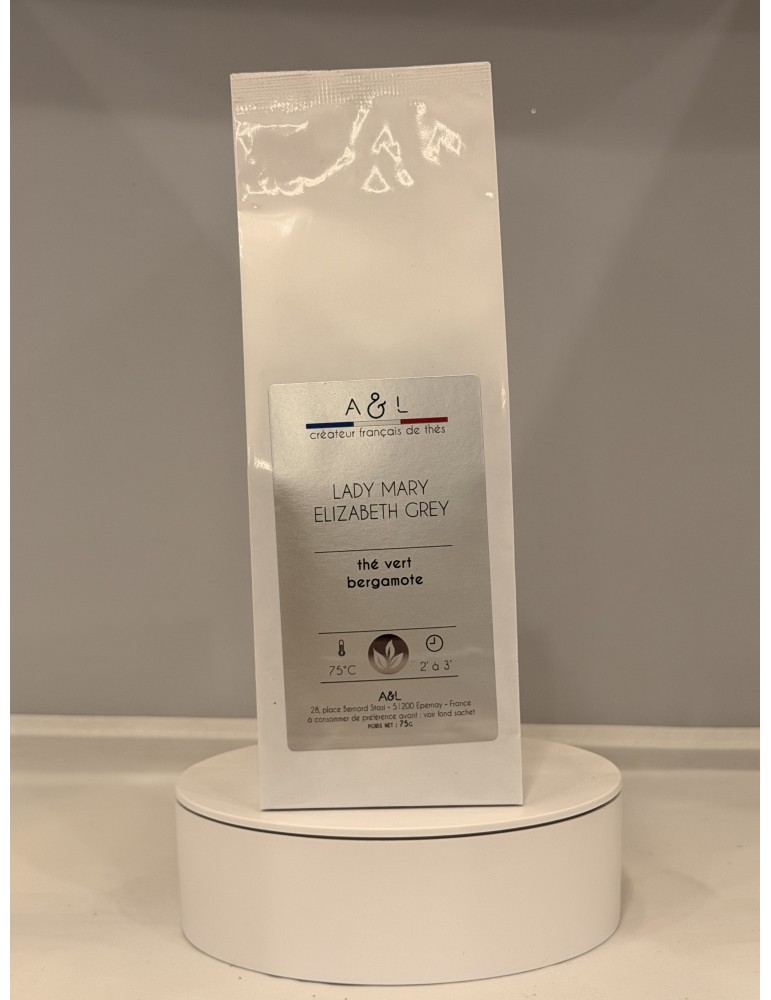 A & L
créateur français de thés
LADY MARY
ELIZABETH GREY
thé vert
bergamote
75°C
2' à 3'
A&L
28, place Bernard Stasi - 51200 Epernay - France
à consommer de préférence avant : voir fond sachet
POIDS NET : 75G